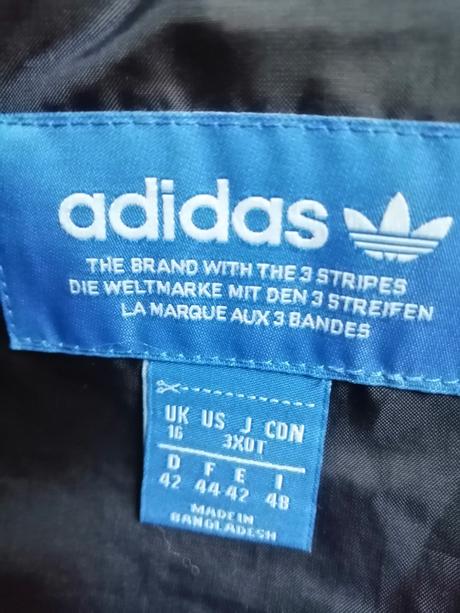 adidas
THE BRAND WITH THE 3 STRIPES
DIE WELTMARKE MIT DEN 3 STREIFEN
LA MARQUE AUX 3 BANDES
UK US J CDN
16 3XOT
D F E I
42 44 42 48
MADE IN
BANGLADESH